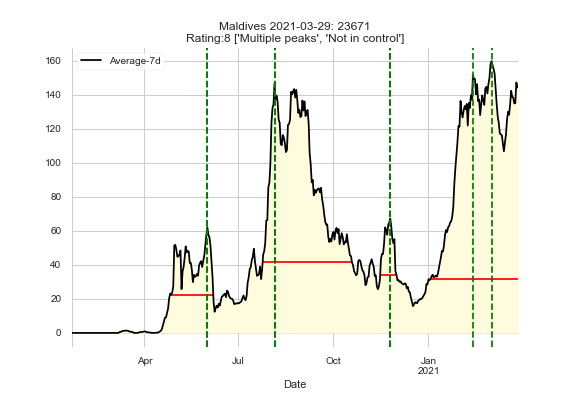 Maldives 2021-03-29: 23671
Rating:8 ['Multiple peaks', 'Not in control']
Average-7d
160
140
120
100
80
60
40
20
0
Apr
Jul
Oct
Jan
2021
Date